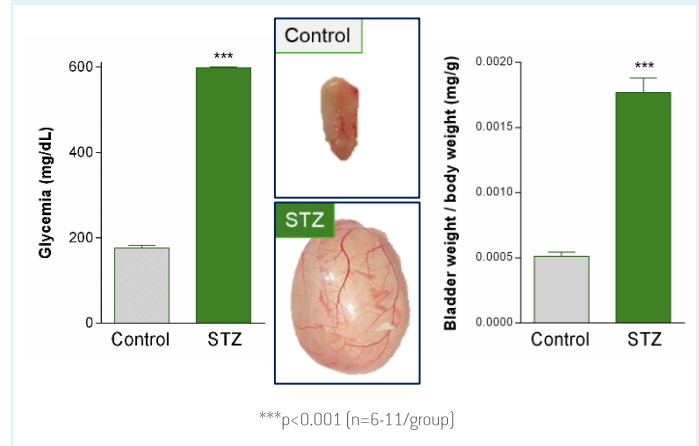 Glycemia (mg/dL)
600
400
200
0
***
Control
STZ
Control
STZ
Bladder weight / body weight (mg/g)
0.0020
0.0015
0.0010
0.0005
0.0000
***
Control
STZ
***p<0.001 (n=6-11/group)